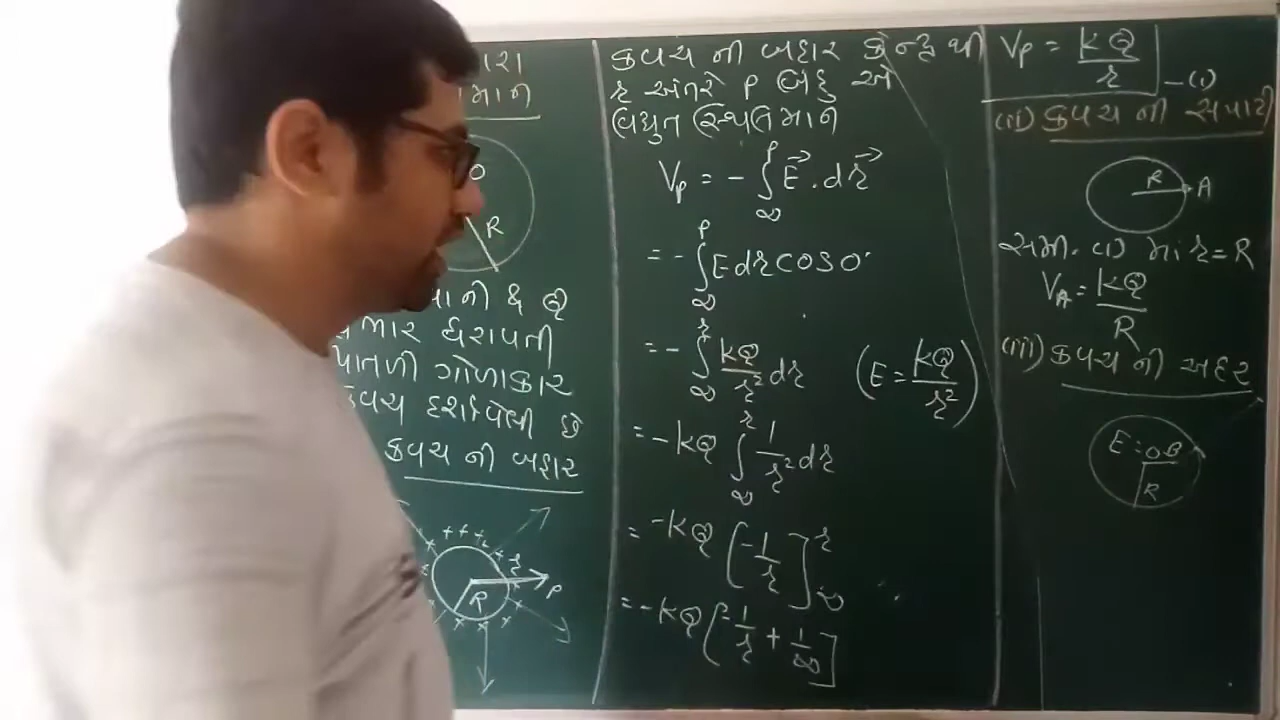 O
R
ધરાવતી
ગોળાકાર
કવચ દર્શાવેલી છે
કવચ ની બહાર
+ + +
r
R
P
કવચ ની બહાર કેન્દ્ર થી
r અંતરે P બિંદુ એ
વિદ્યુત સ્થિતિમાન
Vₚ = - ∫_∞^P E⃗ . dr⃗
= - ∫_∞^P E dr cos 0°
= - ∫_∞^r kQ/r² dr (E = kQ/r²)
= -kQ ∫_∞^r 1/r² dr
= -kQ [-1/r]_∞^r
= -kQ [-1/r + 1/∞]
Vₚ = kQ/r —(i)
(ii) કવચ ની સપાટી
R A
સમી. (i) માં r = R
V_A = kQ/R
(iii) કવચ ની અંદર
E = 0 B
R